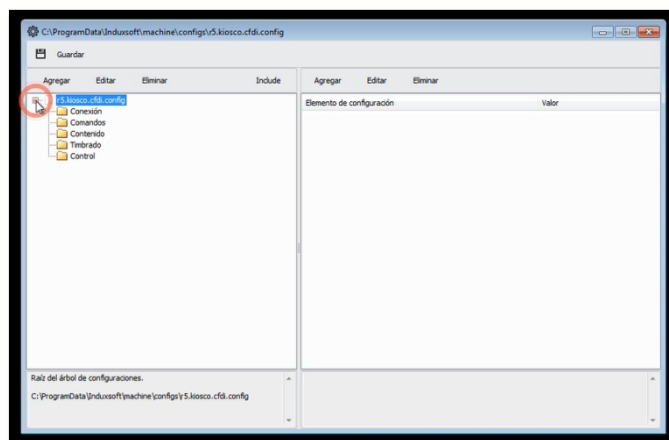 C:\ProgramData\Induxsoft\machine\configs\r5.kiosco.cfdi.config
Guardar
Agregar Editar Eliminar Include
Agregar Editar Eliminar
r5.kiosco.cfdi.config
Conexión
Comandos
Contenido
Timbrado
Control
Elemento de configuración Valor
Raíz del árbol de configuraciones.
C:\ProgramData\Induxsoft\machine\configs\r5.kiosco.cfdi.config